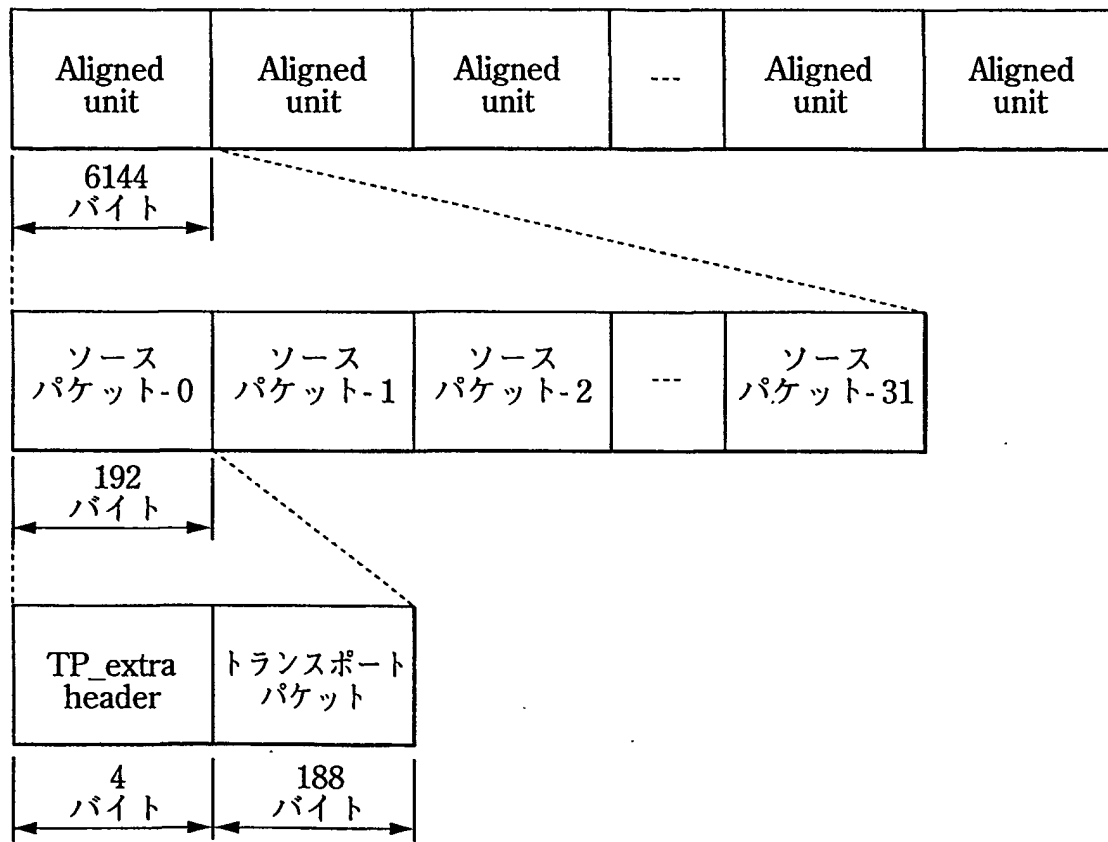 Aligned
unit
Aligned
unit
Aligned
unit
---
Aligned
unit
Aligned
unit
6144
バイト
ソース
パケット-0
ソース
パケット-1
ソース
パケット-2
---
ソース
パケット-31
192
バイト
TP_extra
header
トランスポート
パケット
4
バイト
188
バイト